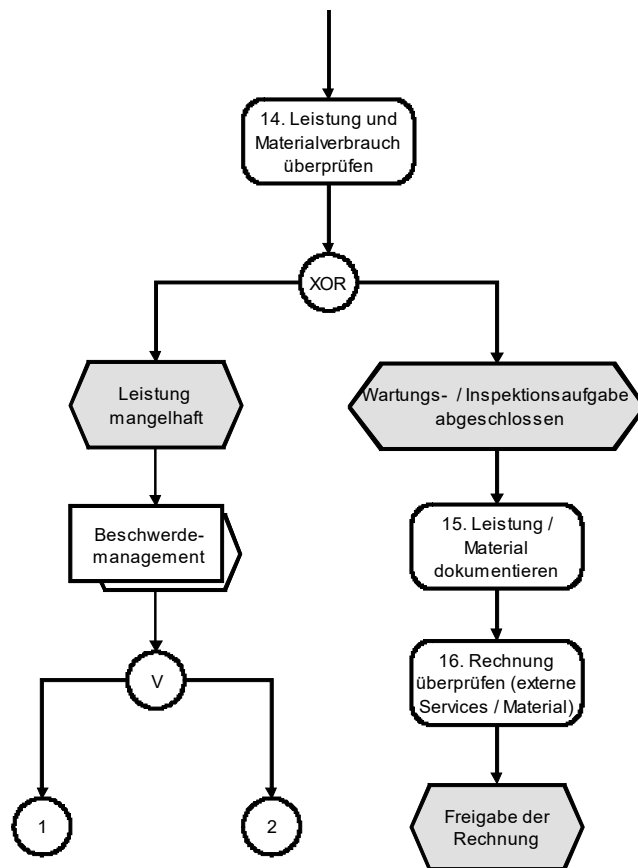 14. Leistung und
Materialverbrauch
überprüfen
XOR
Leistung
mangelhaft
Wartungs- / Inspektionsaufgabe
abgeschlossen
Beschwerde-
management
15. Leistung /
Material
dokumentieren
V
16. Rechnung
überprüfen (externe
Services / Material)
1
2
Freigabe der
Rechnung